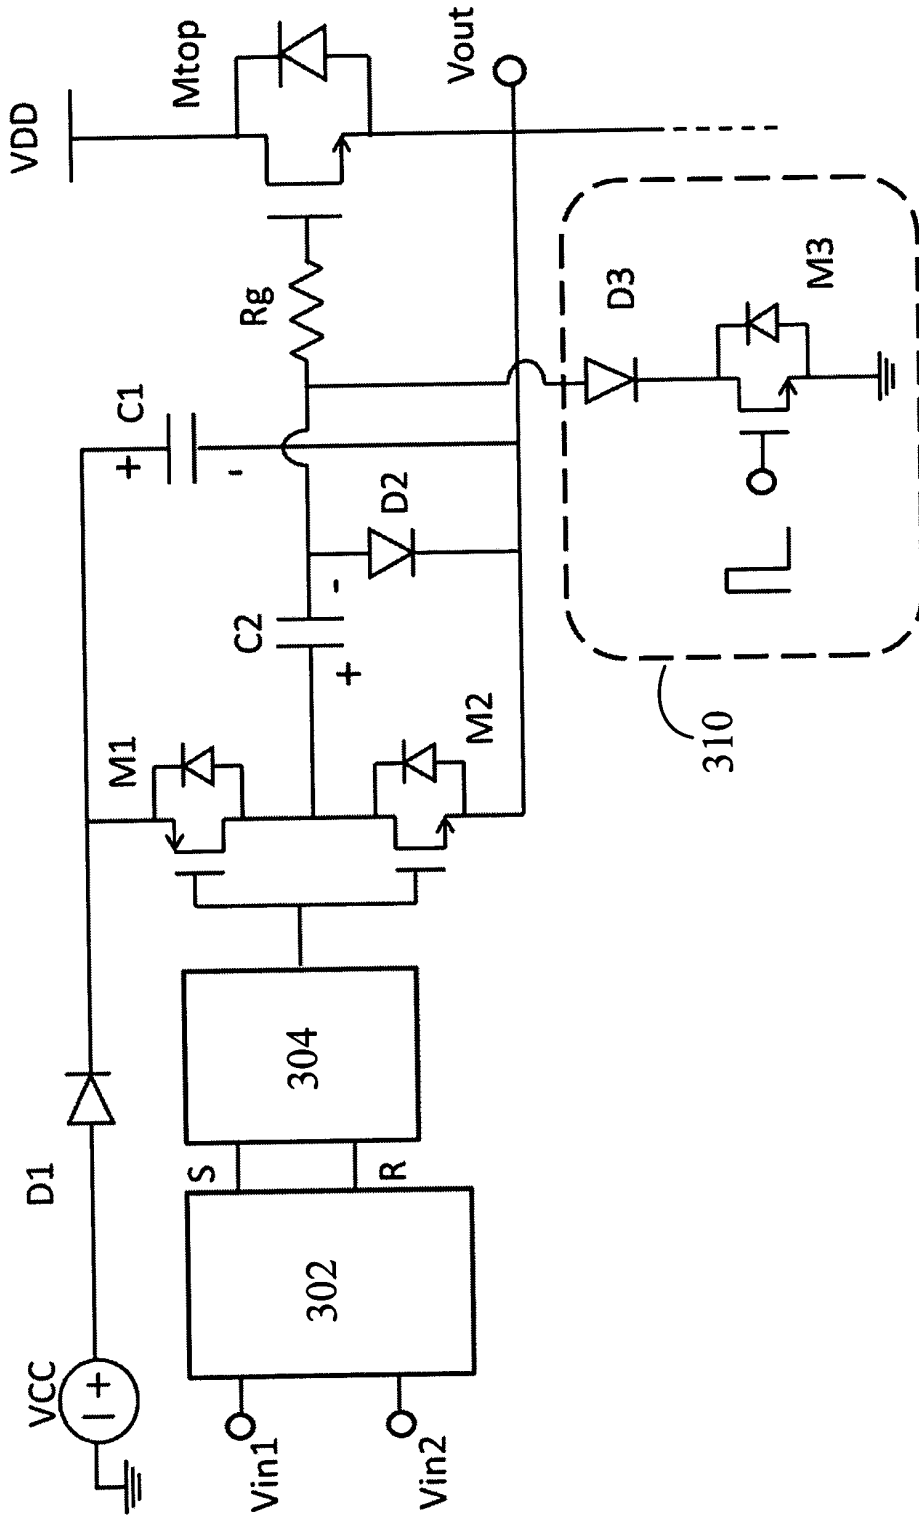 VCC
D1
VDD
Mtop
C1
+
-
Rg
Vout
M1
C2
+
-
D2
M2
Vin1
Vin2
302
S
R
304
D3
M3
310